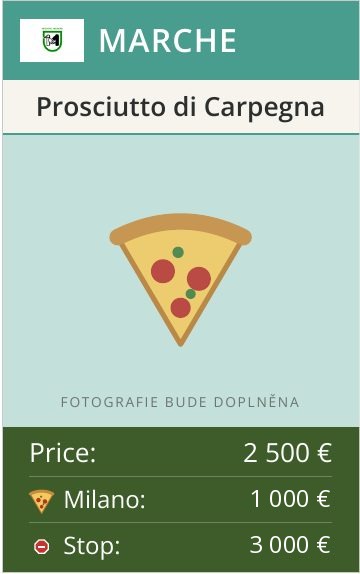 MARCHE
Prosciutto di Carpegna
FOTOGRAFIE BUDE DOPLNĚNA
Price: 2 500 €
Milano: 1 000 €
Stop: 3 000 €